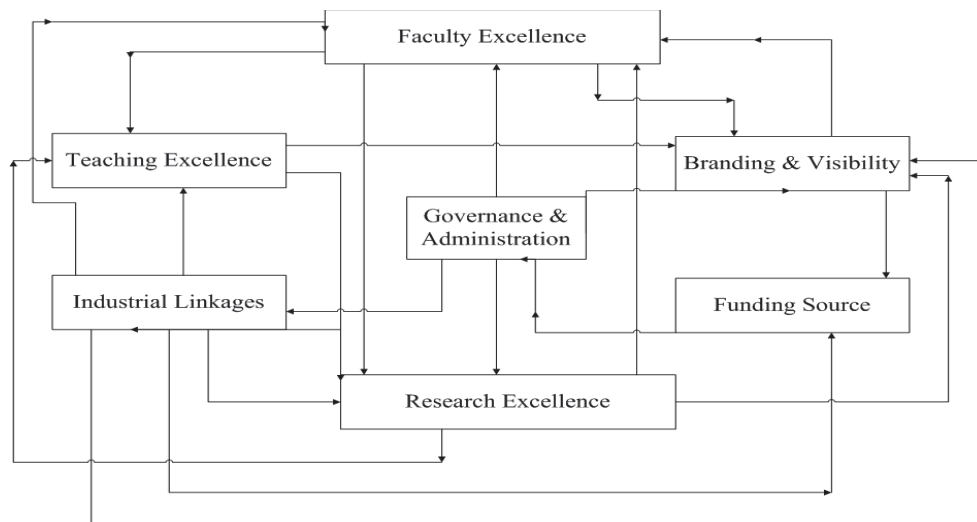 Faculty Excellence
Teaching Excellence
Branding & Visibility
Governance &
Administration
Industrial Linkages
Funding Source
Research Excellence